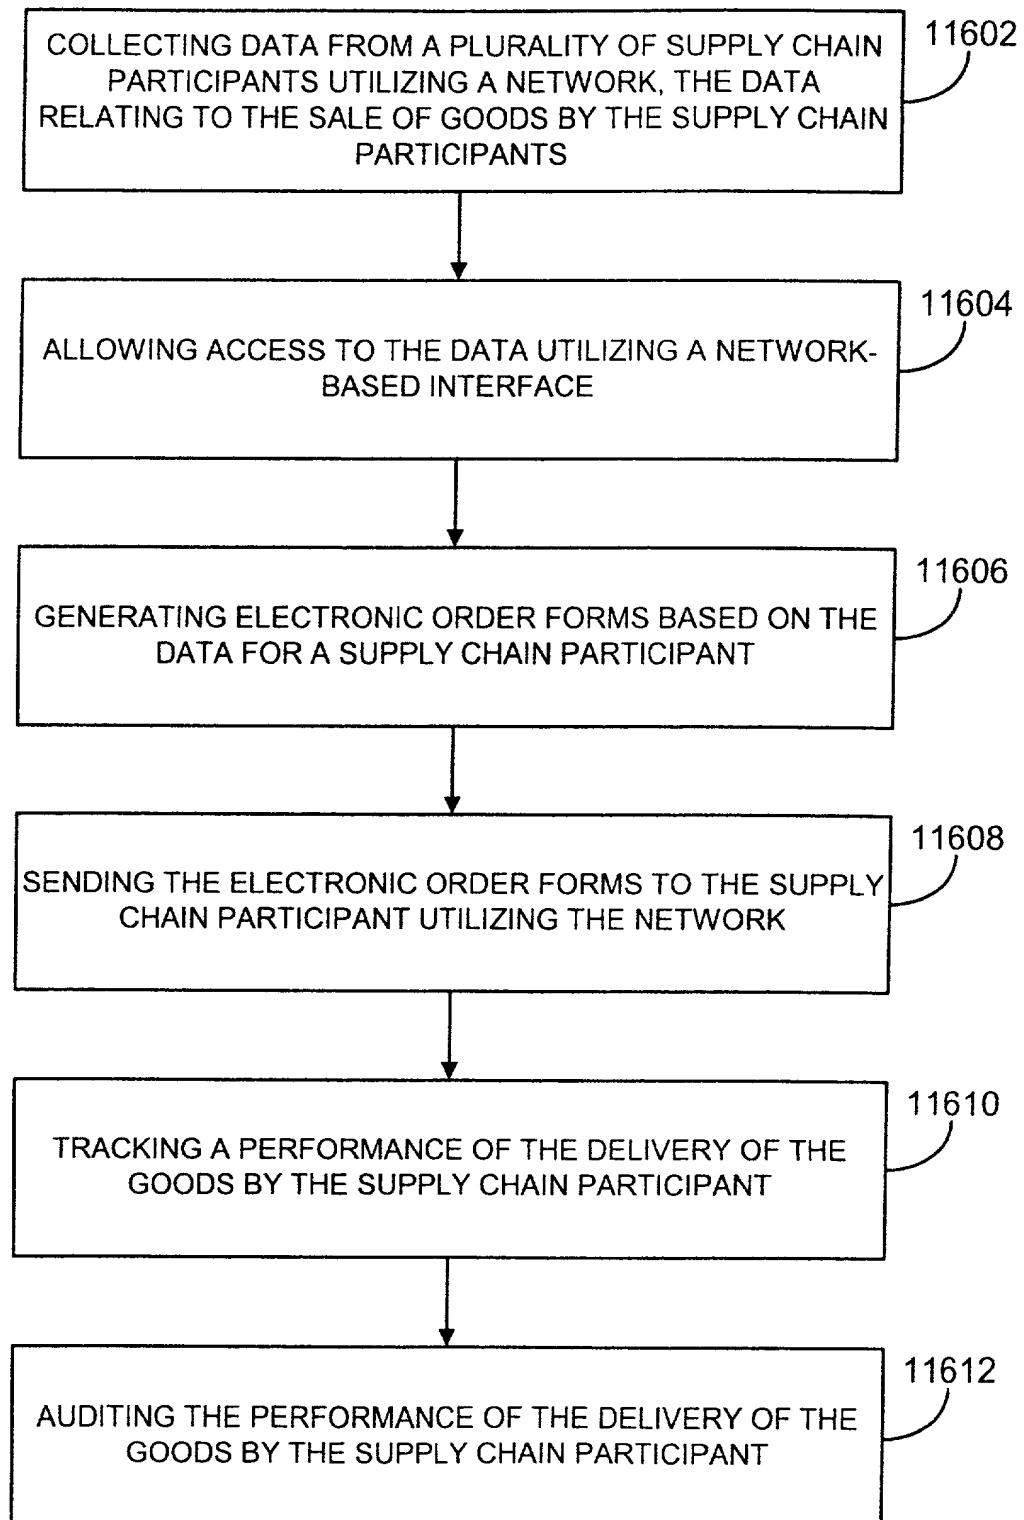 COLLECTING DATA FROM A PLURALITY OF SUPPLY CHAIN
PARTICIPANTS UTILIZING A NETWORK, THE DATA
RELATING TO THE SALE OF GOODS BY THE SUPPLY CHAIN
PARTICIPANTS
11602
ALLOWING ACCESS TO THE DATA UTILIZING A NETWORK-
BASED INTERFACE
11604
GENERATING ELECTRONIC ORDER FORMS BASED ON THE
DATA FOR A SUPPLY CHAIN PARTICIPANT
11606
SENDING THE ELECTRONIC ORDER FORMS TO THE SUPPLY
CHAIN PARTICIPANT UTILIZING THE NETWORK
11608
TRACKING A PERFORMANCE OF THE DELIVERY OF THE
GOODS BY THE SUPPLY CHAIN PARTICIPANT
11610
AUDITING THE PERFORMANCE OF THE DELIVERY OF THE
GOODS BY THE SUPPLY CHAIN PARTICIPANT
11612